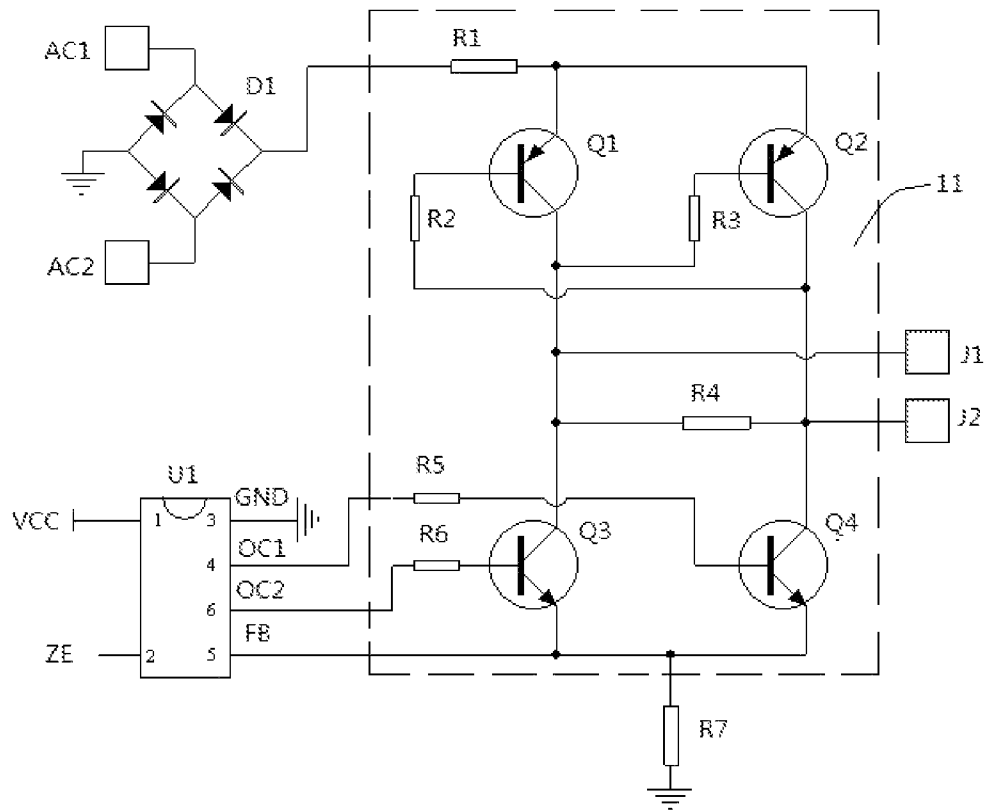 AC1
R1
D1
Q1
Q2
R2
R3
11
AC2
J1
R4
J2
R5
U1
GND
VCC
1
3
R6
Q3
Q4
OC1
4
OC2
6
FB
ZE
2
5
R7